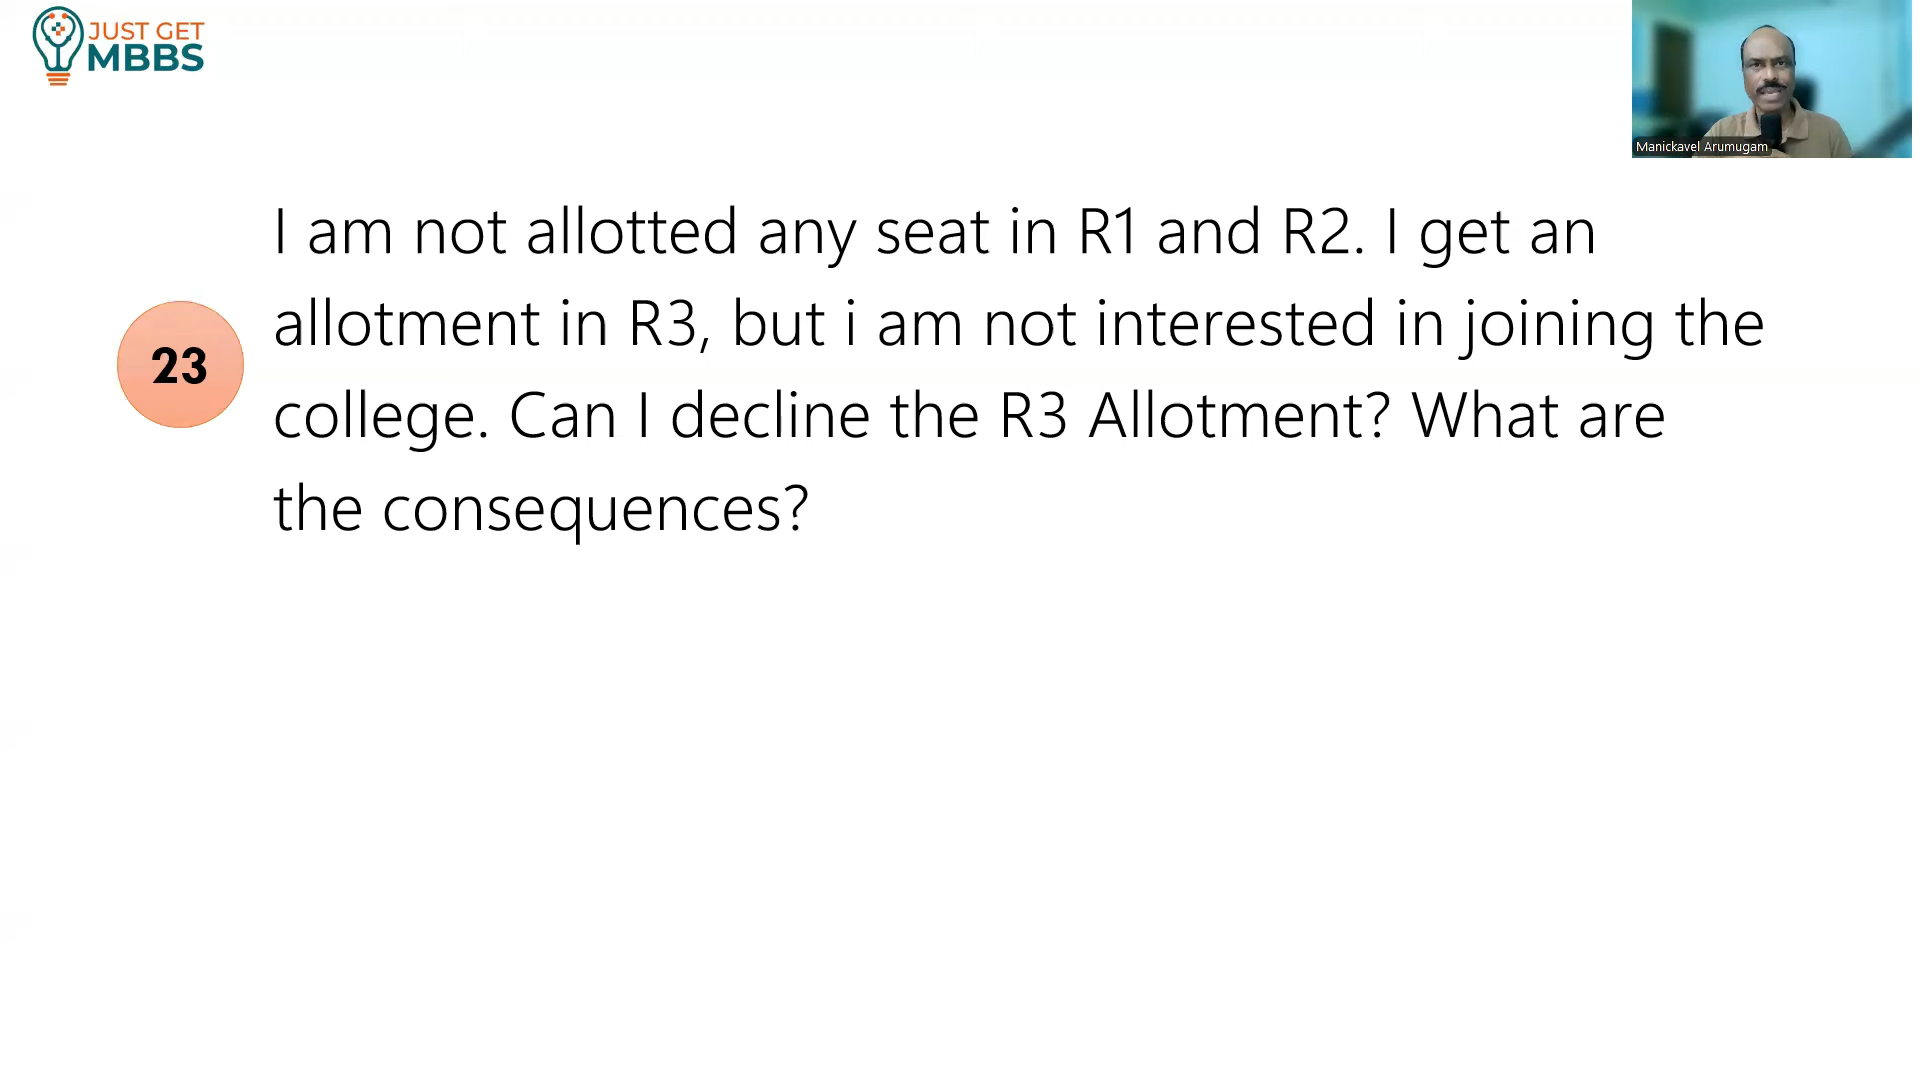 JUST GET
MBBS
Manickavel Arumugam
I am not allotted any seat in R1 and R2. I get an
allotment in R3, but i am not interested in joining the
23
college. Can I decline the R3 Allotment? What are
the consequences?